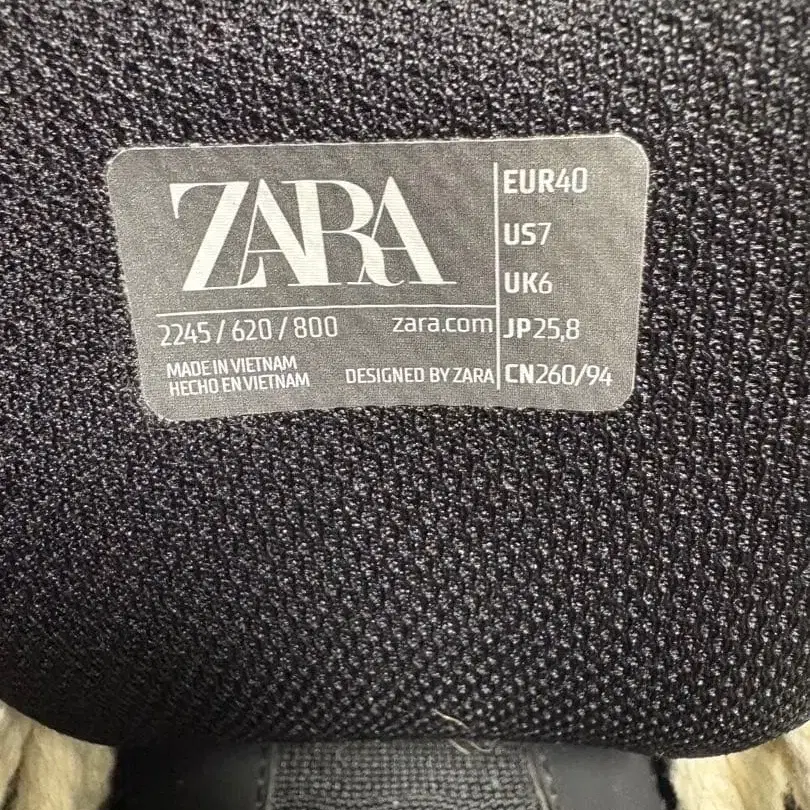 ZARA
2245 / 620 / 800 zara.com
MADE IN VIETNAM
HECHO EN VIETNAM
DESIGNED BY ZARA
EUR40
US7
UK6
JP25,8
CN260/94